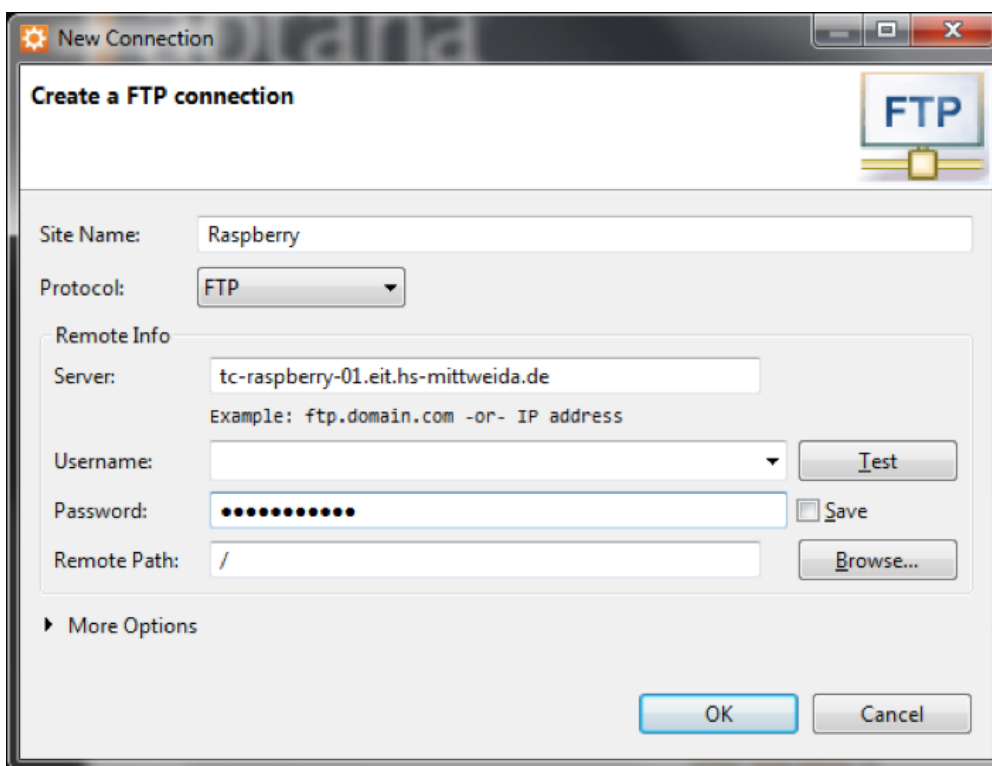 New Connection
Create a FTP connection
FTP
Site Name: Raspberry
Protocol: FTP
Remote Info
Server: tc-raspberry-01.eit.hs-mittweida.de
Example: ftp.domain.com -or- IP address
Username: Test
Password: ●●●●●●●●●●● Save
Remote Path: / Browse...
More Options
OK Cancel